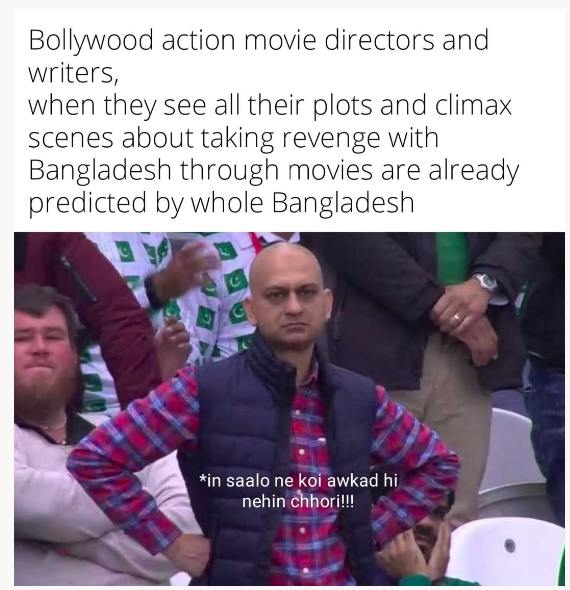 Bollywood action movie directors and
writers,
when they see all their plots and climax
scenes about taking revenge with
Bangladesh through movies are already
predicted by whole Bangladesh
*in saalo ne koi awkad hi
nehin chhori!!!